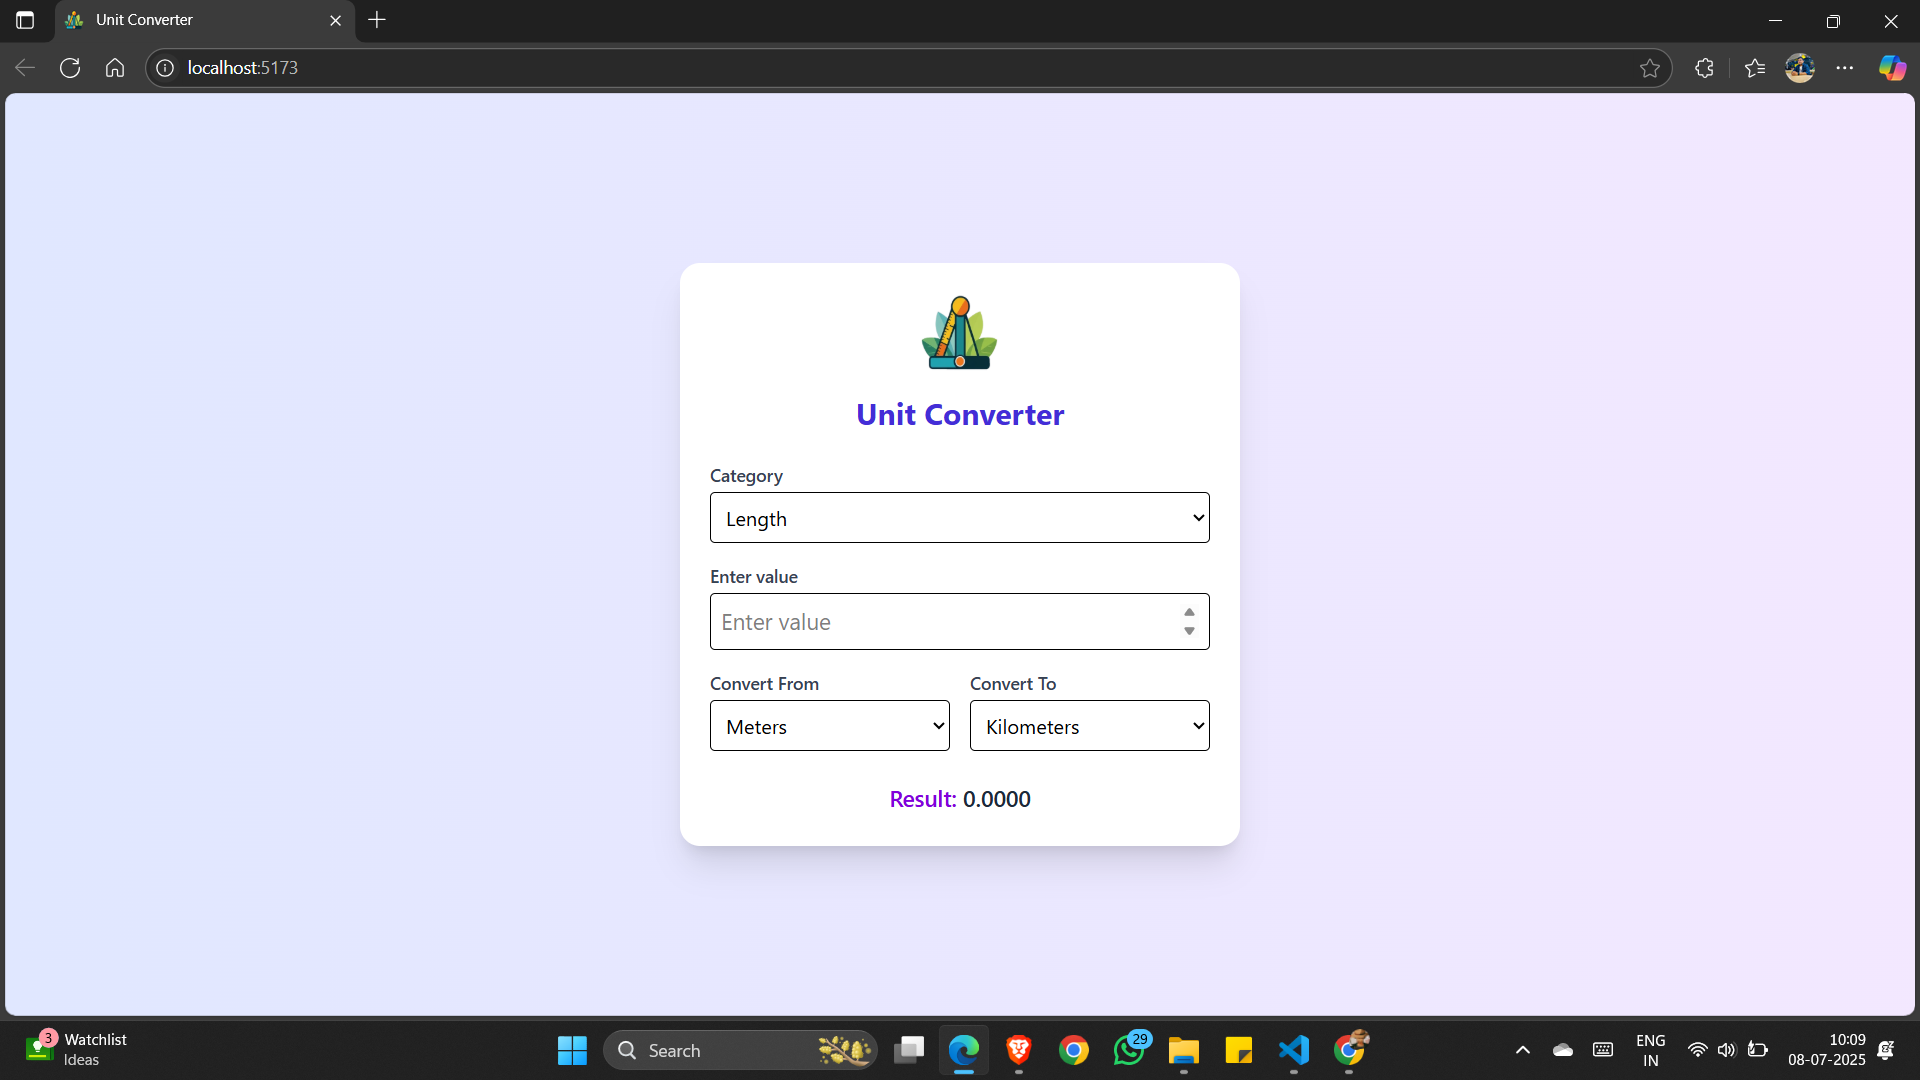 Unit Converter
localhost:5173
Unit Converter
Category
Length
Enter value
Enter value
Convert From
Convert To
Meters
Kilometers
Result: 0.0000
3
Watchlist
Ideas
Search
29
ENG
IN
10:09
08-07-2025